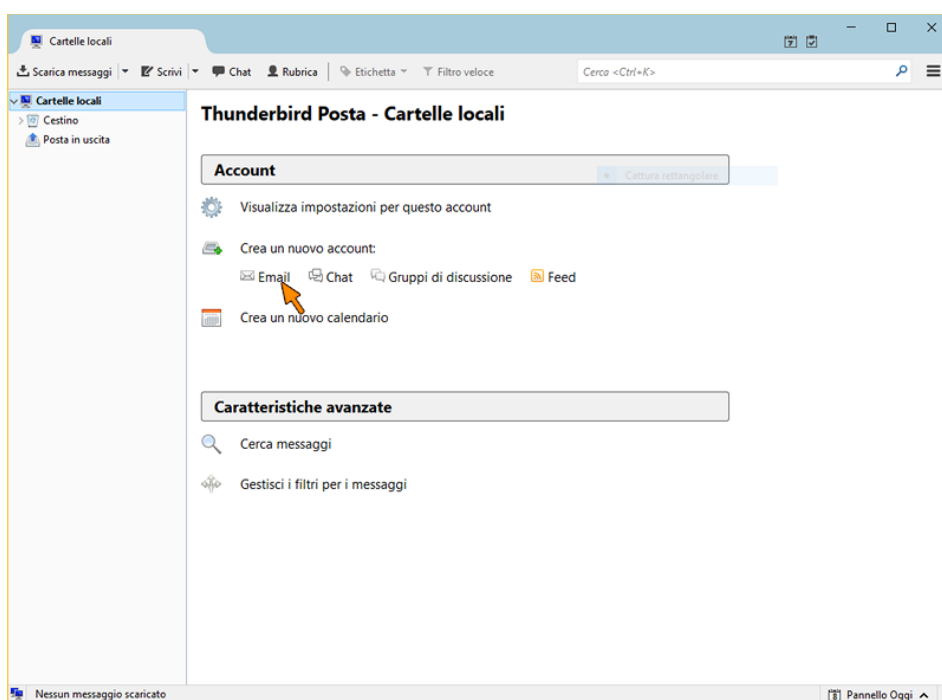 Cartelle locali
Scarica messaggi Scrivi Chat Rubrica Etichetta Filtro veloce Cerca <Ctrl+K>
Cartelle locali
Cestino
Posta in uscita
Thunderbird Posta - Cartelle locali
Account
Cattura rettangolare
Visualizza impostazioni per questo account
Crea un nuovo account:
Email Chat Gruppi di discussione Feed
Crea un nuovo calendario
Caratteristiche avanzate
Cerca messaggi
Gestisci i filtri per i messaggi
Nessun messaggio scaricato Pannello Oggi